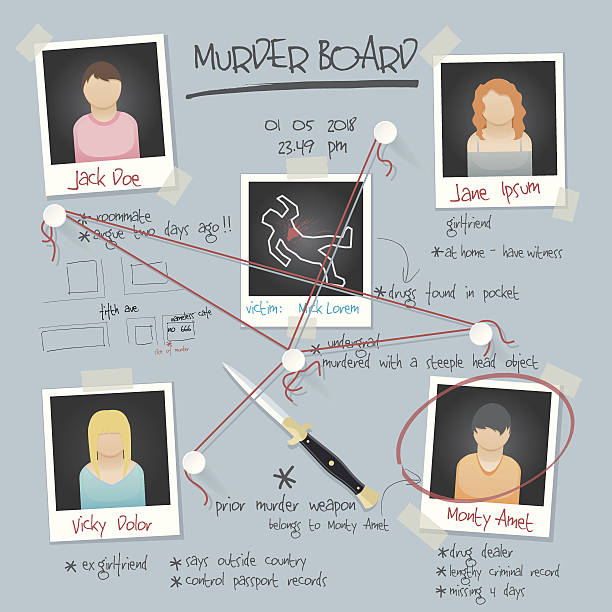 MURDER BOARD
01 05 2018
23.49 pm
Jack Doe
* roommate
* argue two days ago!!
Jane Ipsum
girlfriend
* at home - have witness
victim: Mick Lorem
* drugs found in pocket
* undergrad
murdered with a steeple head object
fifth ave
nameless cafe
no 666
site of murder
Vicky Dolor
* ex girlfriend
* says outside country
* control passport records
*
prior murder weapon
belongs to Monty Amet
Monty Amet
* drug dealer
* lengthy criminal record
* missing 4 days